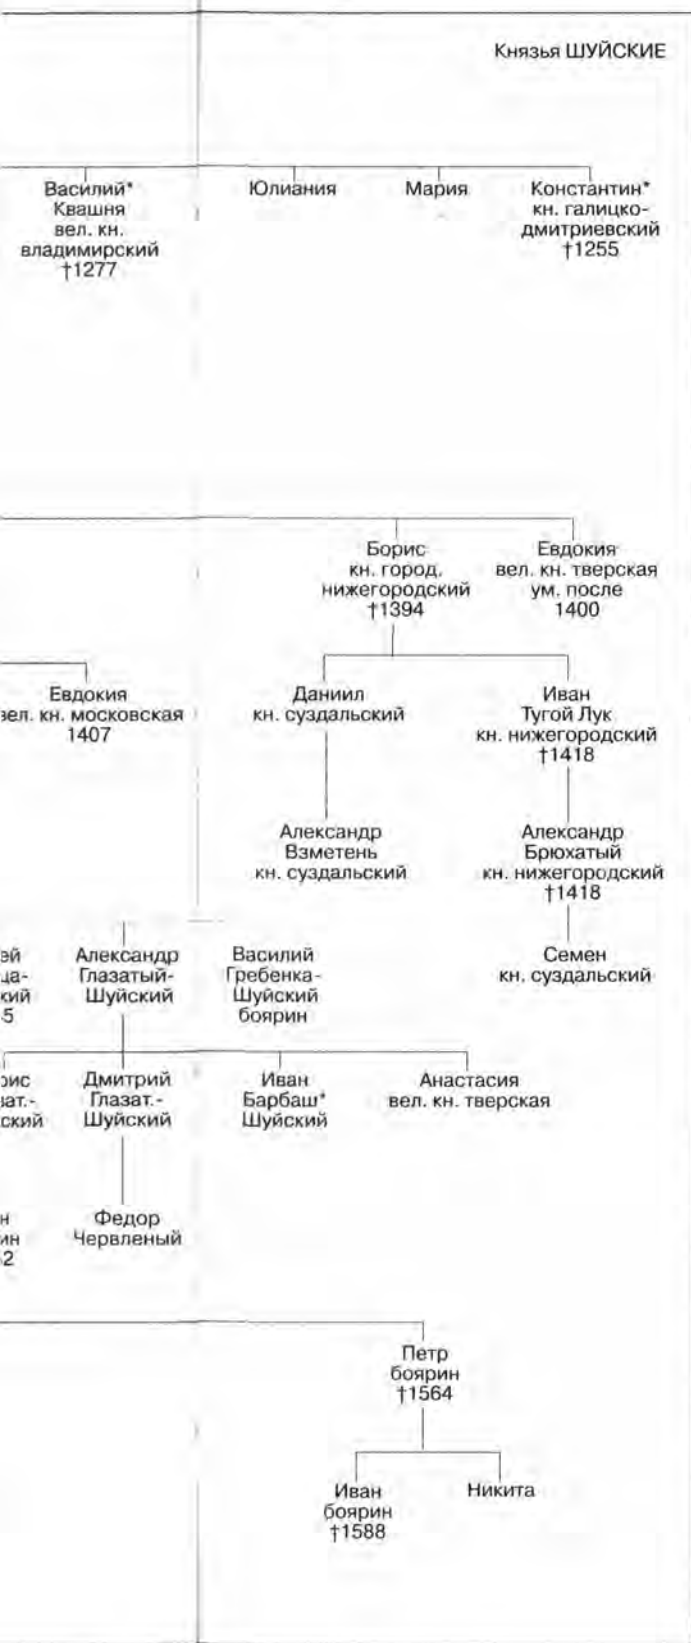 Князья ШУЙСКИЕ
Василий*
Квашня
вел. кн.
владимирский
†1277
Юлиания
Мария
Константин*
кн. галицко-
дмитриевский
†1255
Борис
кн. город.
нижегородский
†1394
Евдокия
вел. кн. тверская
ум. после
1400
Евдокия
вел. кн. московская
1407
Даниил
кн. суздальский
Иван
Тугой Лук
кн. нижегородский
†1418
Александр
Взметень
кн. суздальский
Александр
Брюхатый
кн. нижегородский
†1418
Александр
Глазатый-
Шуйский
Василий
Гребенка-
Шуйский
боярин
Семен
кн. суздальский
Дмитрий
Глазат.-
Шуйский
Иван
Барбаш*
Шуйский
Анастасия
вел. кн. тверская
Федор
Червленый
Петр
боярин
†1564
Иван
боярин
†1588
Никита